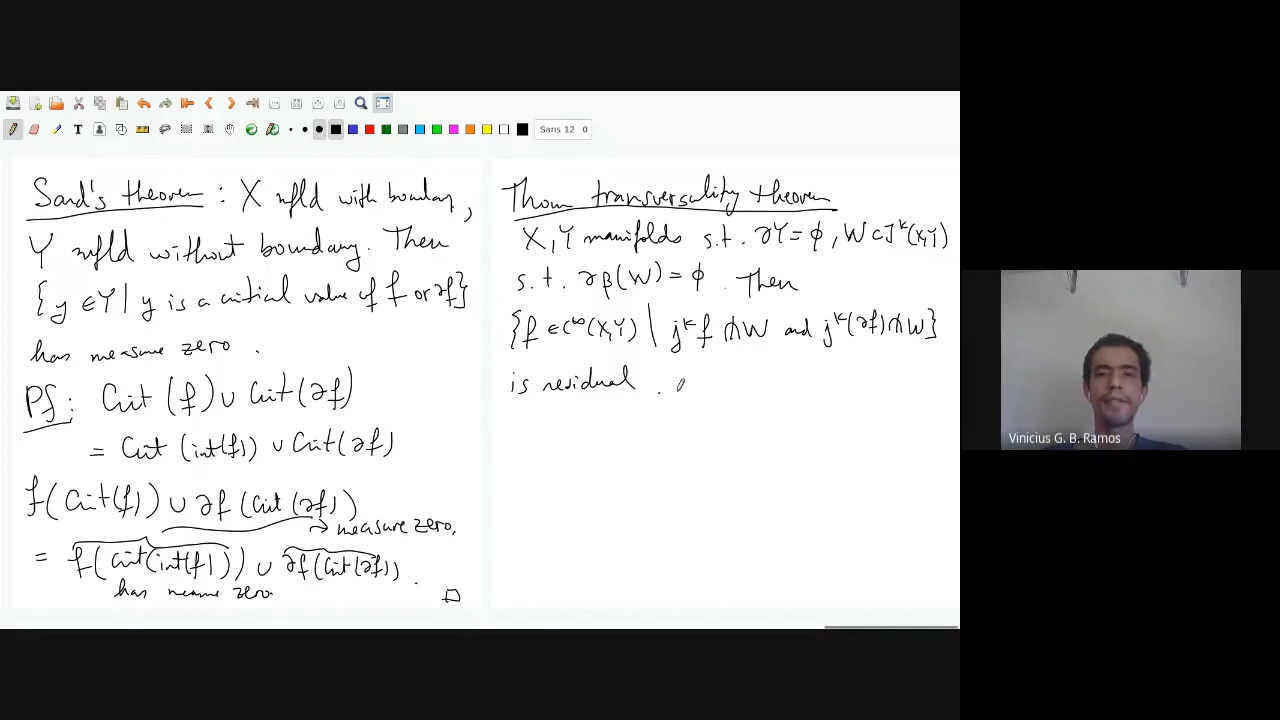 Sans 12 0
Sard's theorem : X mfld with boundary,
Y mfld without boundary. Then
{y ∈ Y | y is a critical value of f or ∂f}
has measure zero.
Pf: Crit (f) ∪ Crit (∂f)
= Crit (int(f)) ∪ Crit(∂f)
f(Crit(f)) ∪ ∂f (Crit (∂f))
→ measure zero.
= f(Crit(int(f))) ∪ ∂f(Crit(∂f)).
has measure zero □
Thom transversality theorem
X, Y manifolds s.t. ∂Y = ∅, W ⊂ J^k(X,Y)
s.t. ∂β(W) = ∅. Then
{f ∈ C^∞(X,Y) | j^k f ⋔ W and j^k(∂f) ⋔ W}
is residual.
Vinicius G. B. Ramos